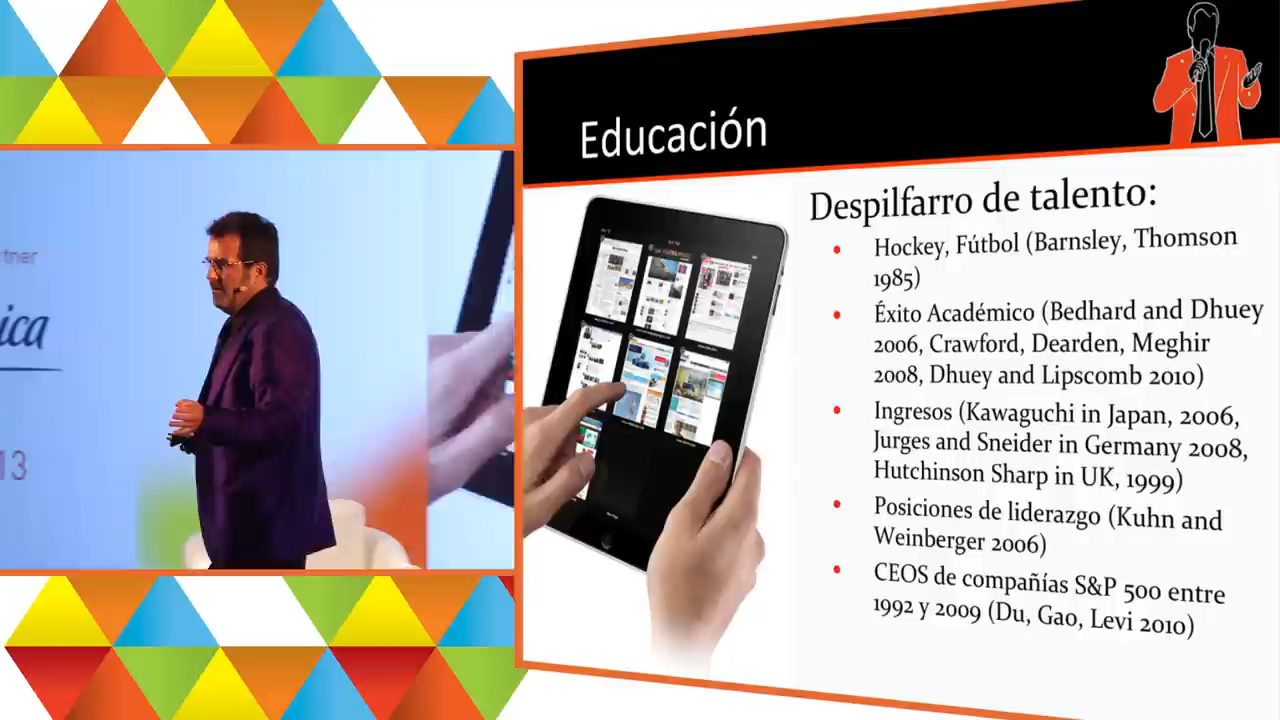 rtner
ica
13
Educación
Despilfarro de talento:
• Hockey, Fútbol (Barnsley, Thomson
1985)
• Éxito Académico (Bedhard and Dhuey
2006, Crawford, Dearden, Meghir
2008, Dhuey and Lipscomb 2010)
• Ingresos (Kawaguchi in Japan, 2006,
Jurges and Sneider in Germany 2008,
Hutchinson Sharp in UK, 1999)
• Posiciones de liderazgo (Kuhn and
Weinberger 2006)
• CEOS de compañías S&P 500 entre
1992 y 2009 (Du, Gao, Levi 2010)